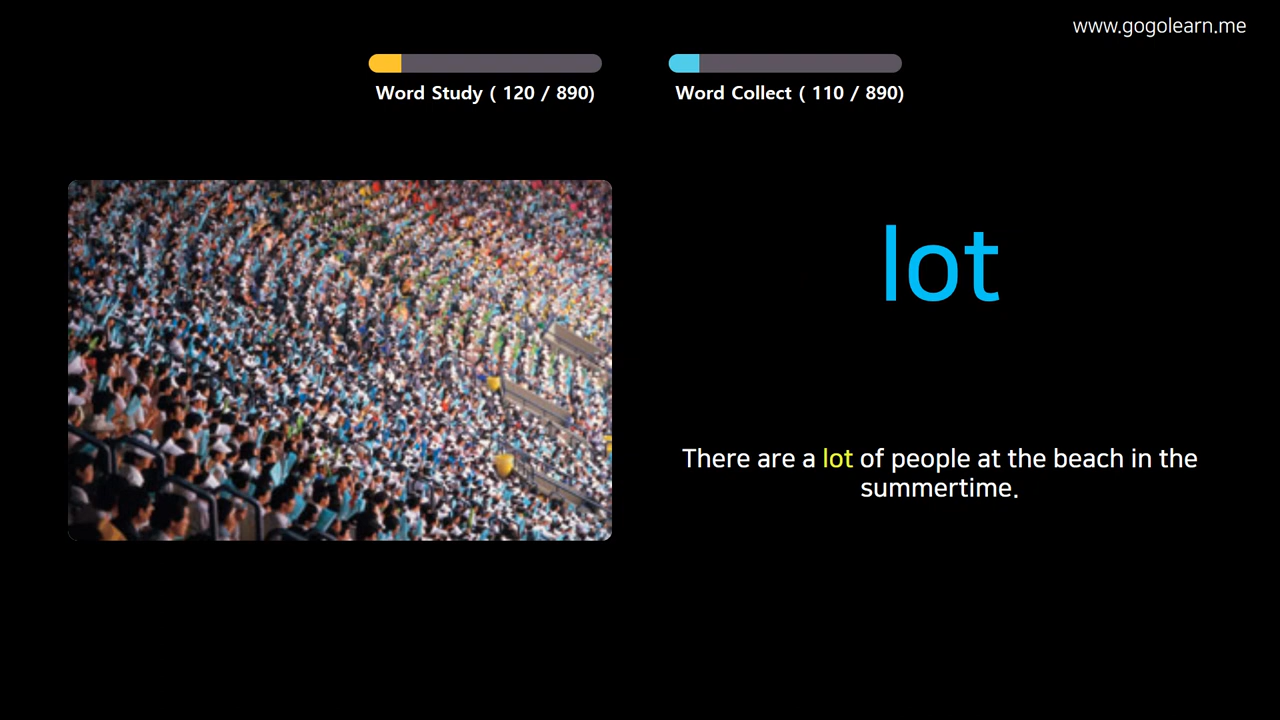 www.gogolearn.me
Word Study ( 120 / 890)
Word Collect ( 110 / 890)
lot
There are a lot of people at the beach in the
summertime.